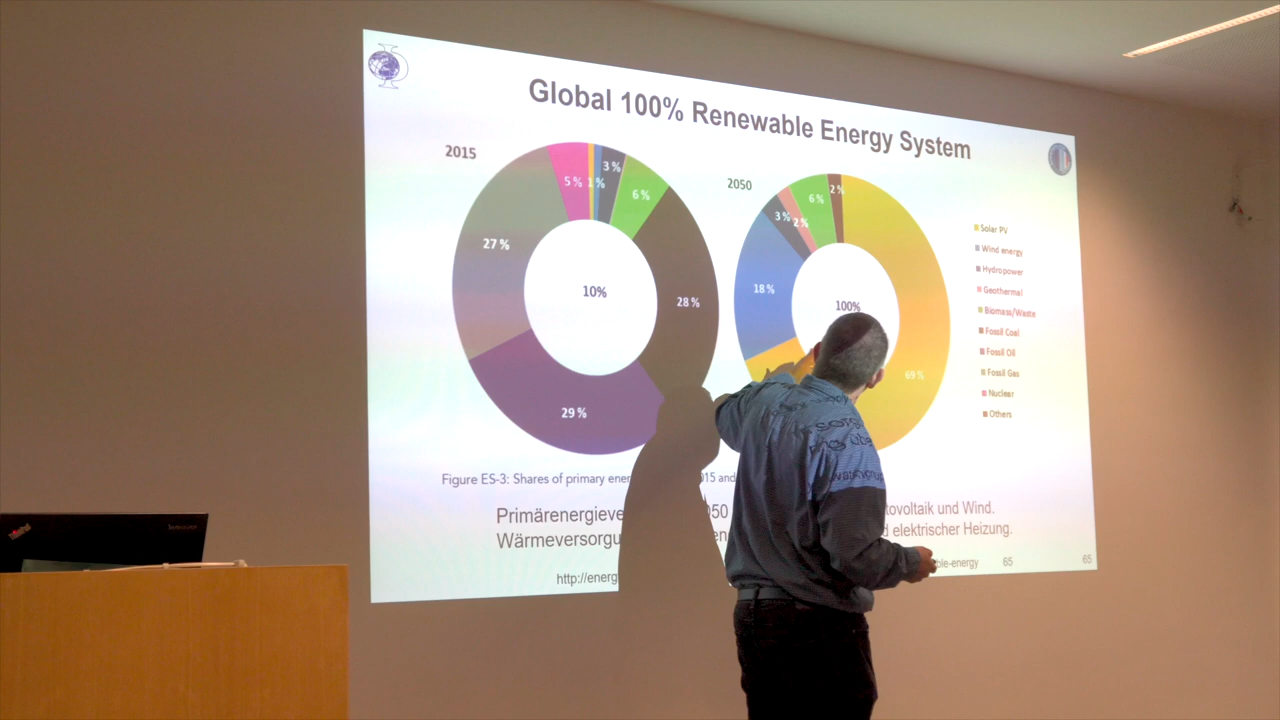 Global 100% Renewable Energy System
2015
5 %
1 %
3 %
6 %
27 %
10%
28 %
29 %
2050
3 %
2 %
6 %
2 %
18 %
100%
69 %
Solar PV
Wind energy
Hydropower
Geothermal
Biomass/Waste
Fossil Coal
Fossil Oil
Fossil Gas
Nuclear
Others
Figure ES-3: Shares of primary ener 15 and
Primärenergieve 050 tovoltaik und Wind.
Wärmeversorgu en d elektrischer Heizung.
http://energ ble-energy 65 65
ThinkPad